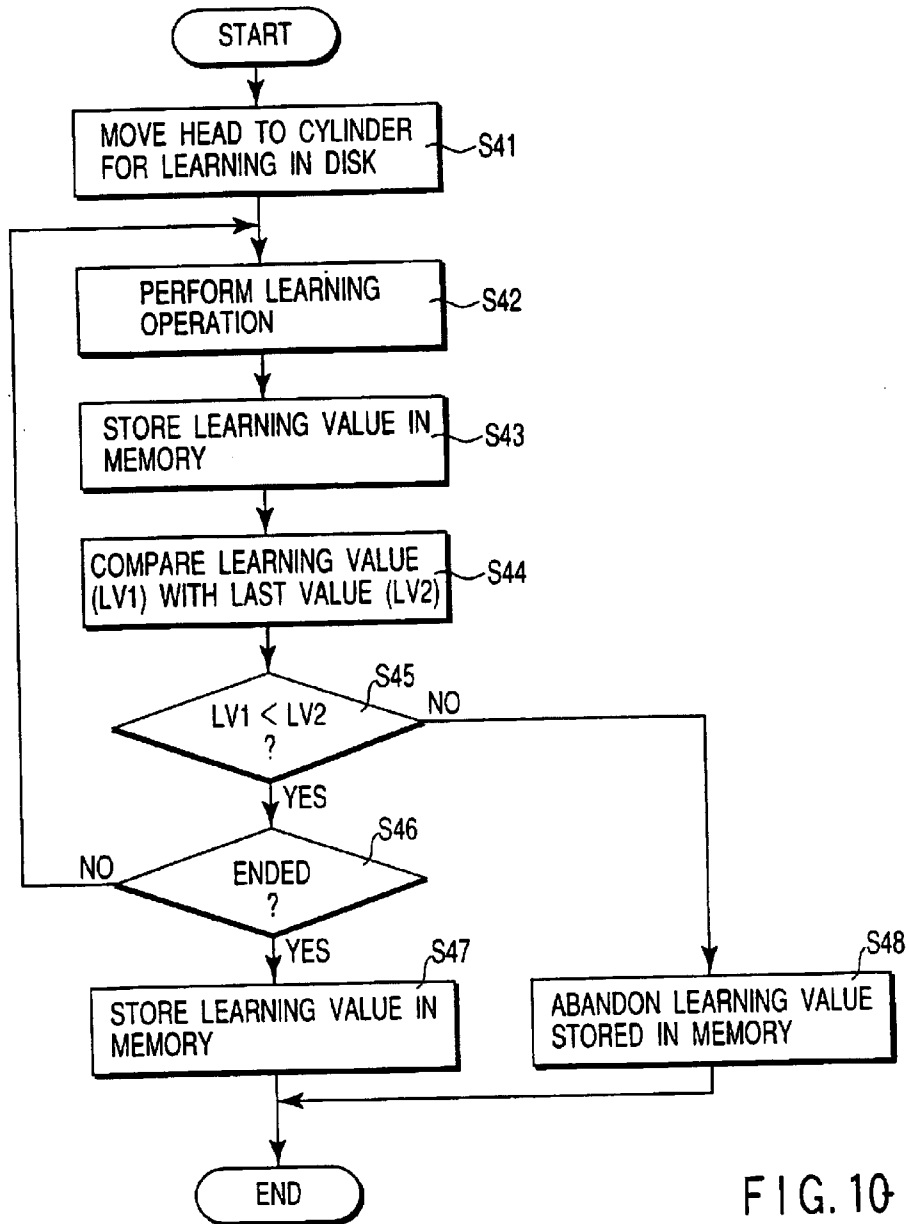 START
MOVE HEAD TO CYLINDER
FOR LEARNING IN DISK
S41
PERFORM LEARNING
OPERATION
S42
STORE LEARNING VALUE IN
MEMORY
S43
COMPARE LEARNING VALUE
(LV1) WITH LAST VALUE (LV2)
S44
S45
LV1 < LV2
?
NO
YES
S46
NO
ENDED
?
YES
S47
STORE LEARNING VALUE IN
MEMORY
S48
ABANDON LEARNING VALUE
STORED IN MEMORY
END
FIG. 10